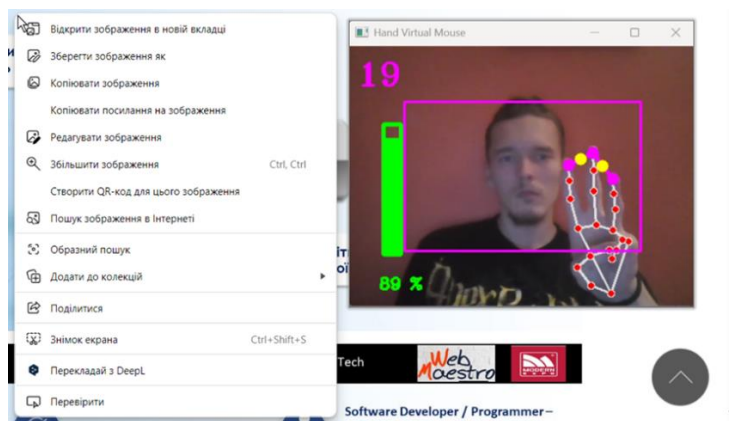 Відкрити зображення в новій вкладці
Зберегти зображення як
Копіювати зображення
Копіювати посилання на зображення
Редагувати зображення
Збільшити зображення Ctrl, Ctrl
Створити QR-код для цього зображення
Пошук зображення в Інтернеті
Образний пошук
Додати до колекцій
Поділитися
Знімок екрана Ctrl+Shift+S
Перекладай з DeepL
Перевірити
Hand Virtual Mouse
19
89 %
Tech
Web Maestro
Software Developer / Programmer–